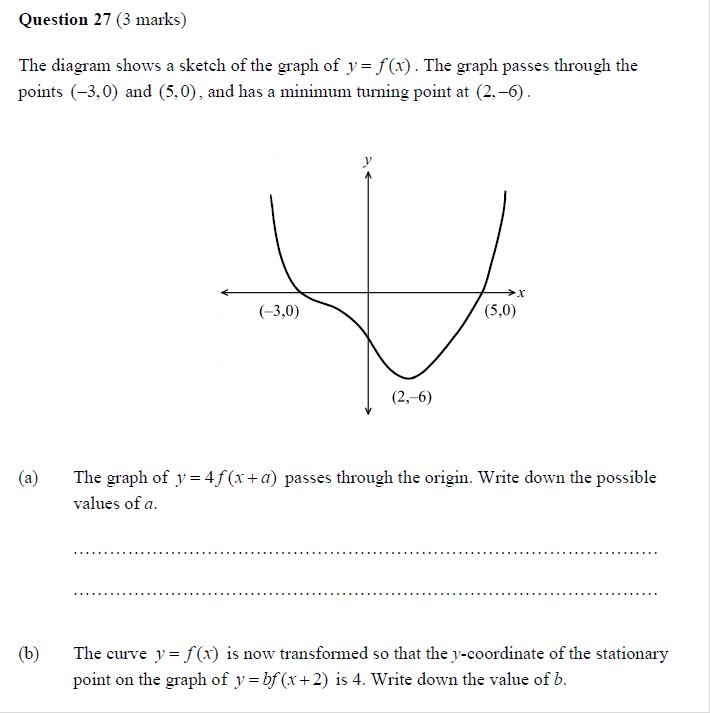 Question 27 (3 marks)
The diagram shows a sketch of the graph of y = f(x). The graph passes through the
points (−3,0) and (5,0), and has a minimum turning point at (2,−6).
y
x
(−3,0)
(5,0)
(2,−6)
(a) The graph of y = 4f(x+a) passes through the origin. Write down the possible
values of a.
(b) The curve y = f(x) is now transformed so that the y-coordinate of the stationary
point on the graph of y = bf(x+2) is 4. Write down the value of b.